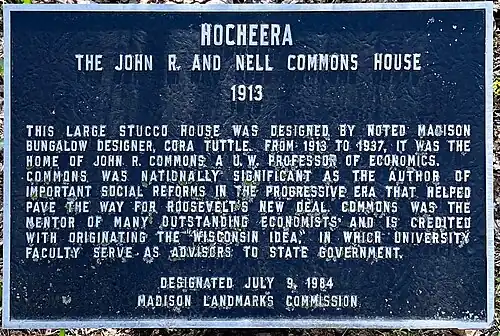 HOCHEERA
THE JOHN R. AND NELL COMMONS HOUSE
1913
THIS LARGE STUCCO HOUSE WAS DESIGNED BY NOTED MADISON
BUNGALOW DESIGNER, CORA TUTTLE. FROM 1913 TO 1937, IT WAS THE
HOME OF JOHN R. COMMONS, A U.W. PROFESSOR OF ECONOMICS.
COMMONS WAS NATIONALLY SIGNIFICANT AS THE AUTHOR OF
IMPORTANT SOCIAL REFORMS IN THE PROGRESSIVE ERA THAT HELPED
PAVE THE WAY FOR ROOSEVELT'S NEW DEAL. COMMONS WAS THE
MENTOR OF MANY OUTSTANDING ECONOMISTS AND IS CREDITED
WITH ORIGINATING THE "WISCONSIN IDEA," IN WHICH UNIVERSITY
FACULTY SERVE AS ADVISORS TO STATE GOVERNMENT.
DESIGNATED JULY 9, 1984
MADISON LANDMARKS COMMISSION